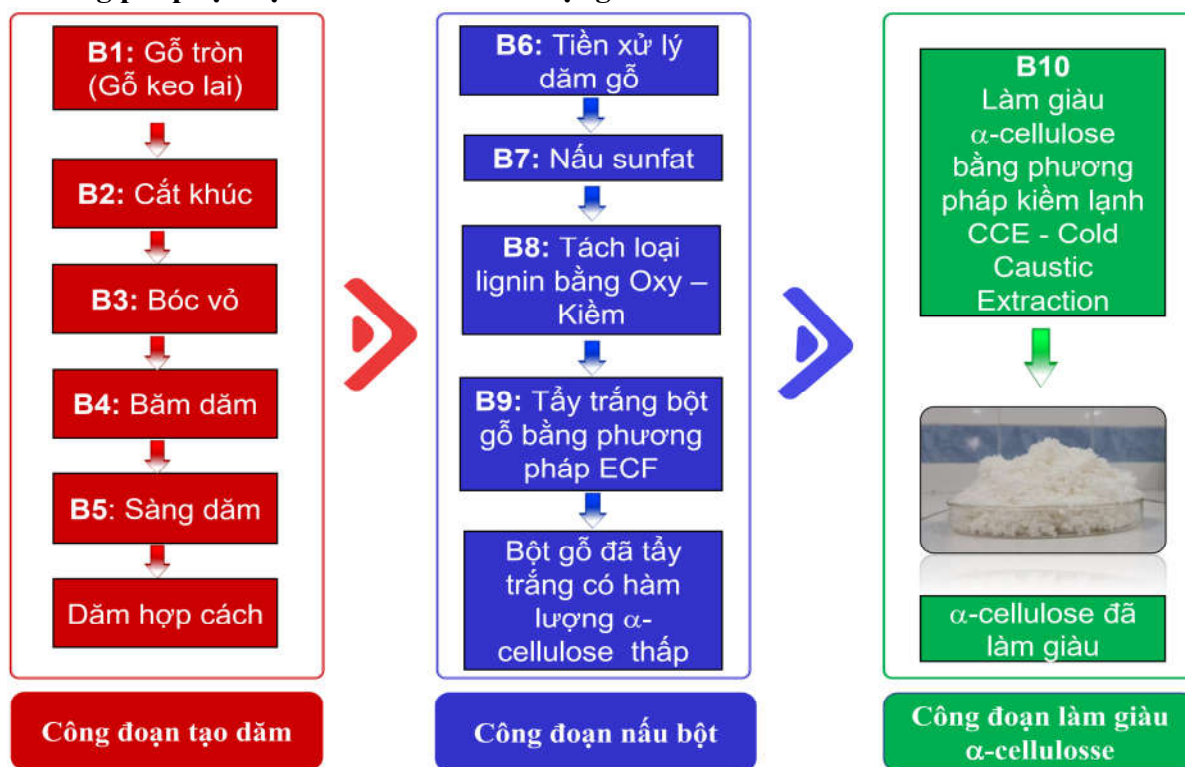 B1: Gỗ tròn
(Gỗ keo lai)
B2: Cắt khúc
B3: Bóc vỏ
B4: Băm dăm
B5: Sàng dăm
Dăm hợp cách
Công đoạn tạo dăm
B6: Tiền xử lý
dăm gỗ
B7: Nấu sunfat
B8: Tách loại
lignin bằng Oxy –
Kiềm
B9: Tẩy trắng bột
gỗ bằng phương
pháp ECF
Bột gỗ đã tẩy
trắng có hàm
lượng α-
cellulose thấp
Công đoạn nấu bột
B10
Làm giàu
α-cellulose
bằng phương
pháp kiềm lạnh
CCE - Cold
Caustic
Extraction
α-cellulose đã
làm giàu
Công đoạn làm giàu
α-cellulosse